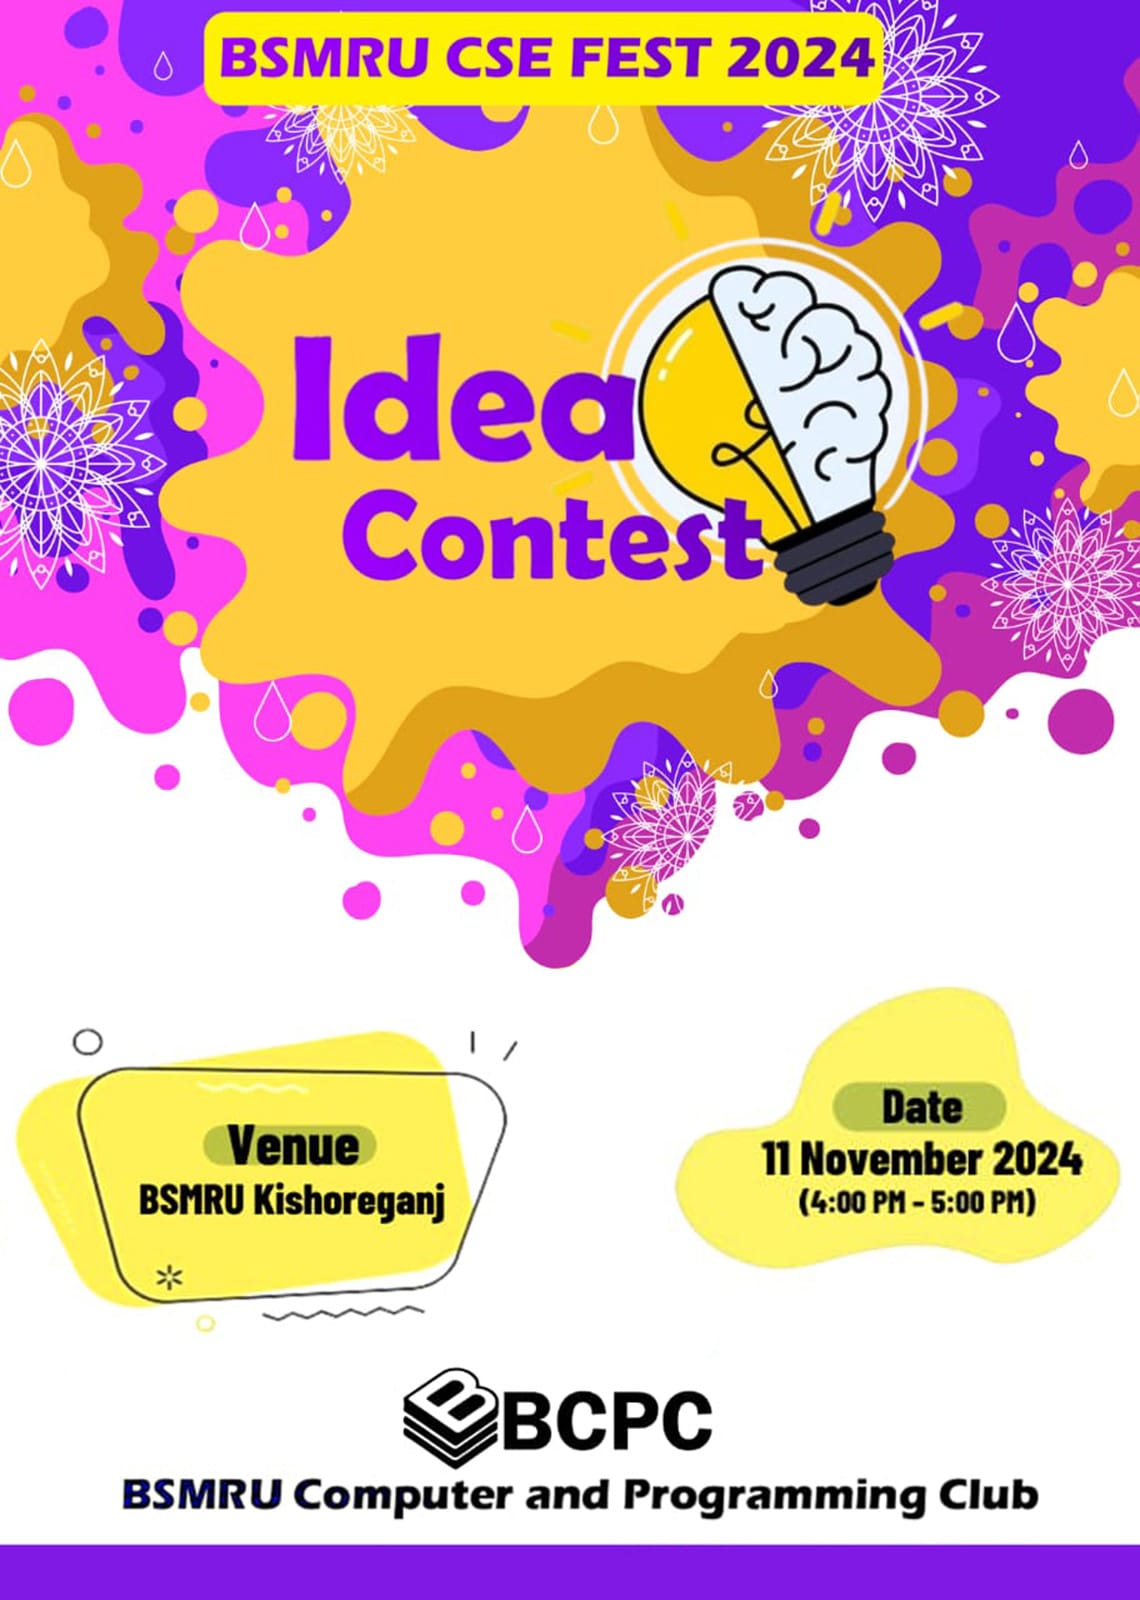 BSMRU CSE FEST 2024
Idea
Contest
Venue
BSMRU Kishoreganj
Date
11 November 2024
(4:00 PM - 5:00 PM)
BCPC
BSMRU Computer and Programming Club